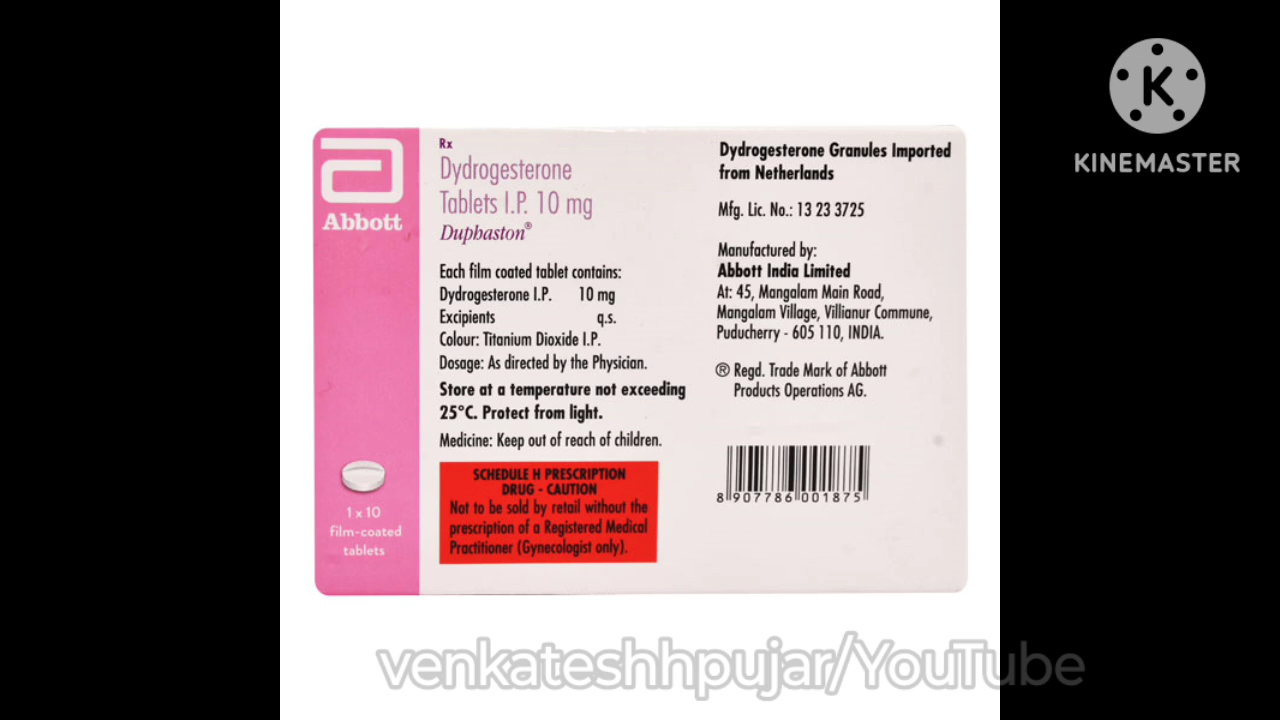 KINEMASTER
Abbott
1 x 10
film-coated
tablets
Rx
Dydrogesterone
Tablets I.P. 10 mg
Duphaston®
Each film coated tablet contains:
Dydrogesterone I.P. 10 mg
Excipients q.s.
Colour: Titanium Dioxide I.P.
Dosage: As directed by the Physician.
Store at a temperature not exceeding
25°C. Protect from light.
Medicine: Keep out of reach of children.
SCHEDULE H PRESCRIPTION
DRUG - CAUTION
Not to be sold by retail without the
prescription of a Registered Medical
Practitioner (Gynecologist only).
Dydrogesterone Granules Imported
from Netherlands
Mfg. Lic. No.: 13 23 3725
Manufactured by:
Abbott India Limited
At: 45, Mangalam Main Road,
Mangalam Village, Villianur Commune,
Puducherry - 605 110, INDIA.
® Regd. Trade Mark of Abbott
Products Operations AG.
8 907786 001875
venkateshhpujar/YouTube